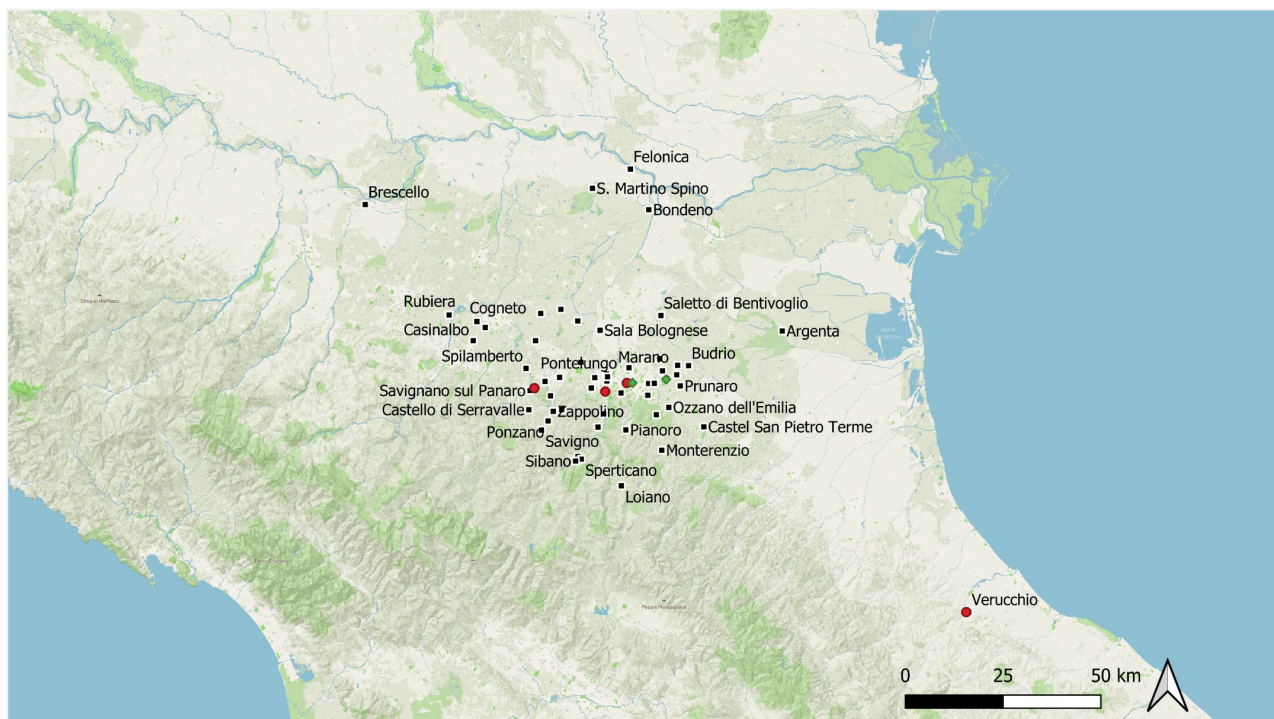 Felonica
S. Martino Spino
Brescello
Bondeno
Rubiera
Cogneto
Saletto di Bentivoglio
Casinalbo
Sala Bolognese
Argenta
Spilamberto
Pontelungo
Marano
Budrio
Savignano sul Panaro
Prunaro
Castello di Serravalle
Zappolino
Ozzano dell'Emilia
Ponzano
Savigno
Pianoro
Castel San Pietro Terme
Sibano
Monterenzio
Sperticano
Loiano
Verucchio
0 25 50 km